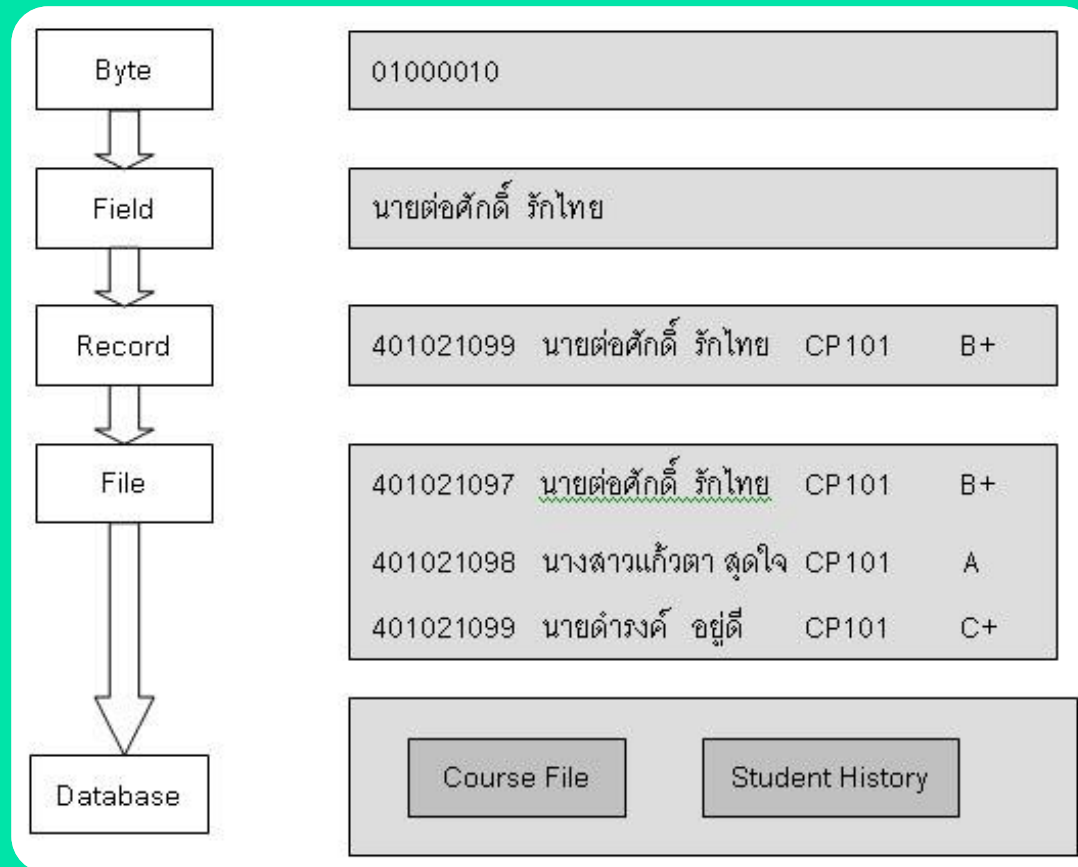 Byte 01000010
Field นายต่อศักดิ์ รักไทย
Record 401021099 นายต่อศักดิ์ รักไทย CP101 B+
File 401021097 นายต่อศักดิ์ รักไทย CP101 B+
401021098 นางสาวแก้วตา สุดใจ CP101 A
401021099 นายดำรงค์ อยู่ดี CP101 C+
Course File Student History
Database